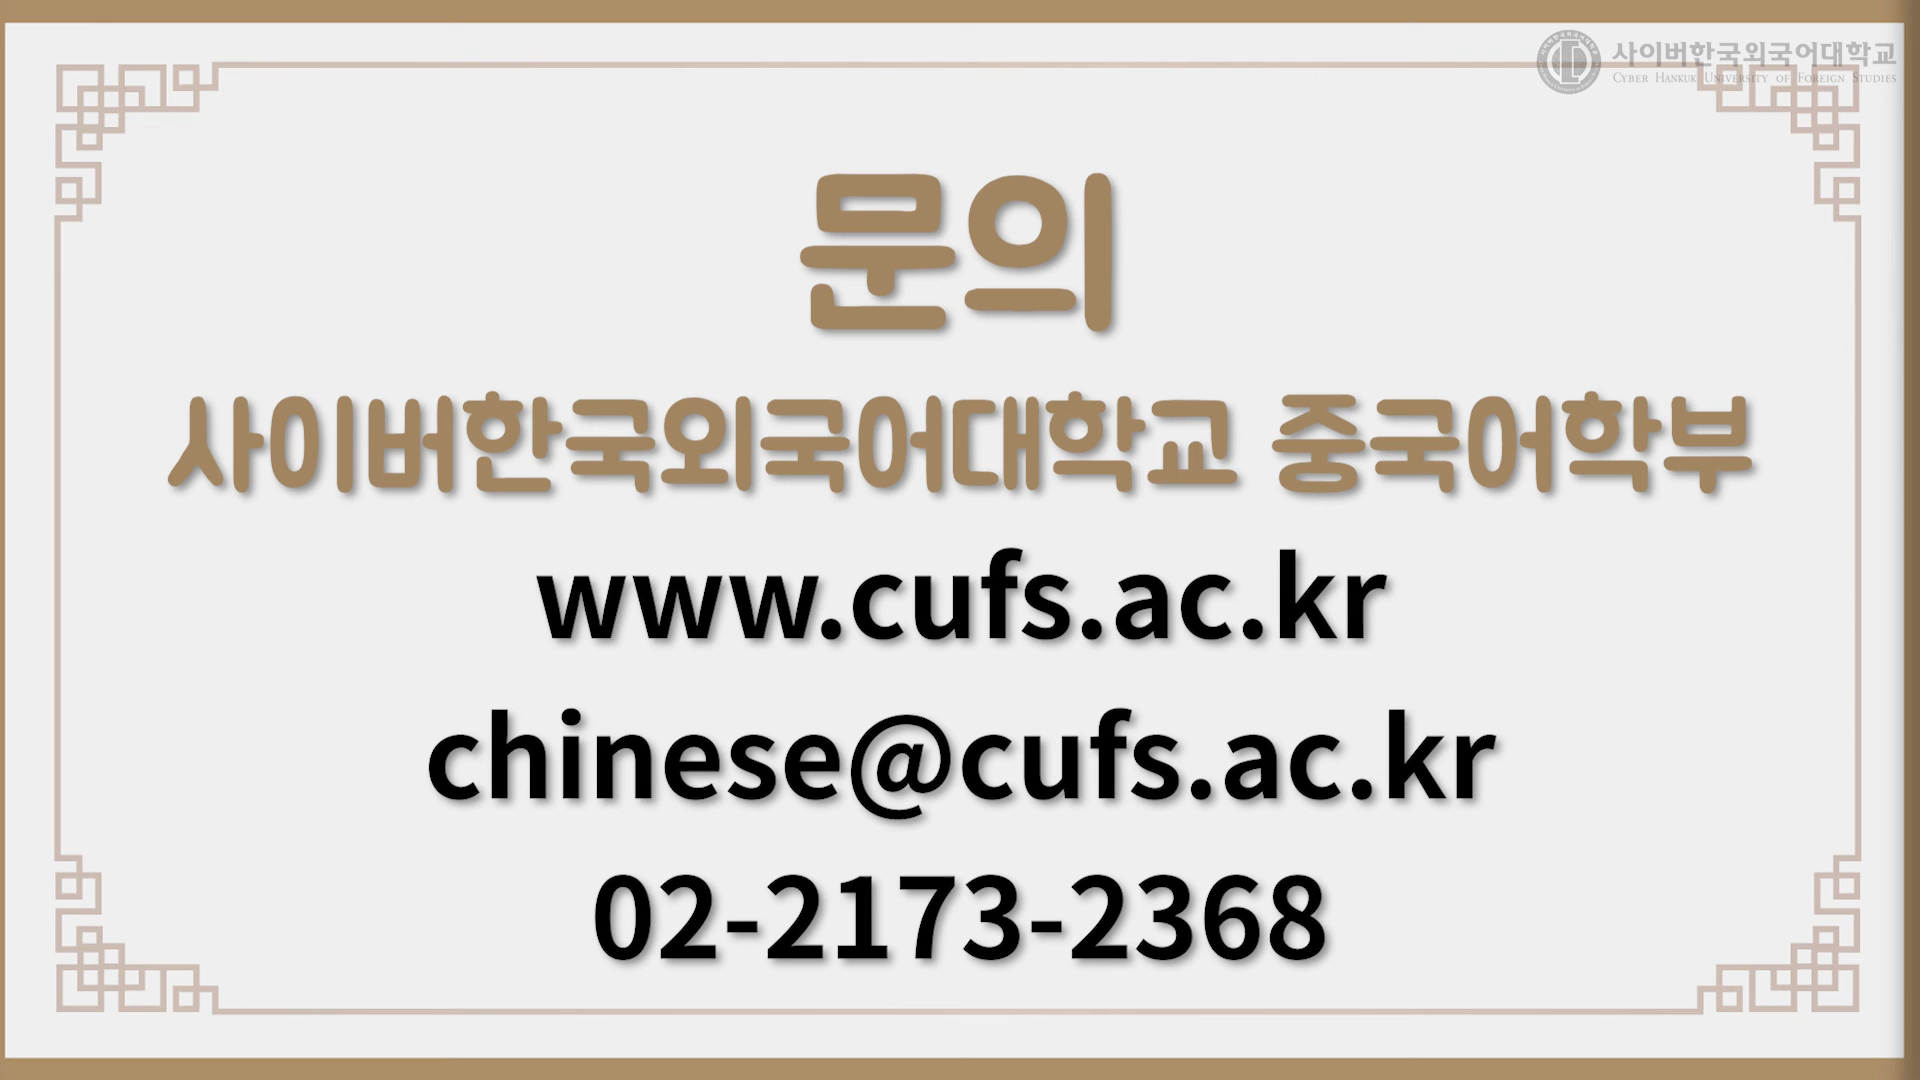 사이버한국외국어대학교
CYBER HANKUK UNIVERSITY OF FOREIGN STUDIES
문의
사이버한국외국어대학교 중국어학부
www.cufs.ac.kr
chinese@cufs.ac.kr
02-2173-2368